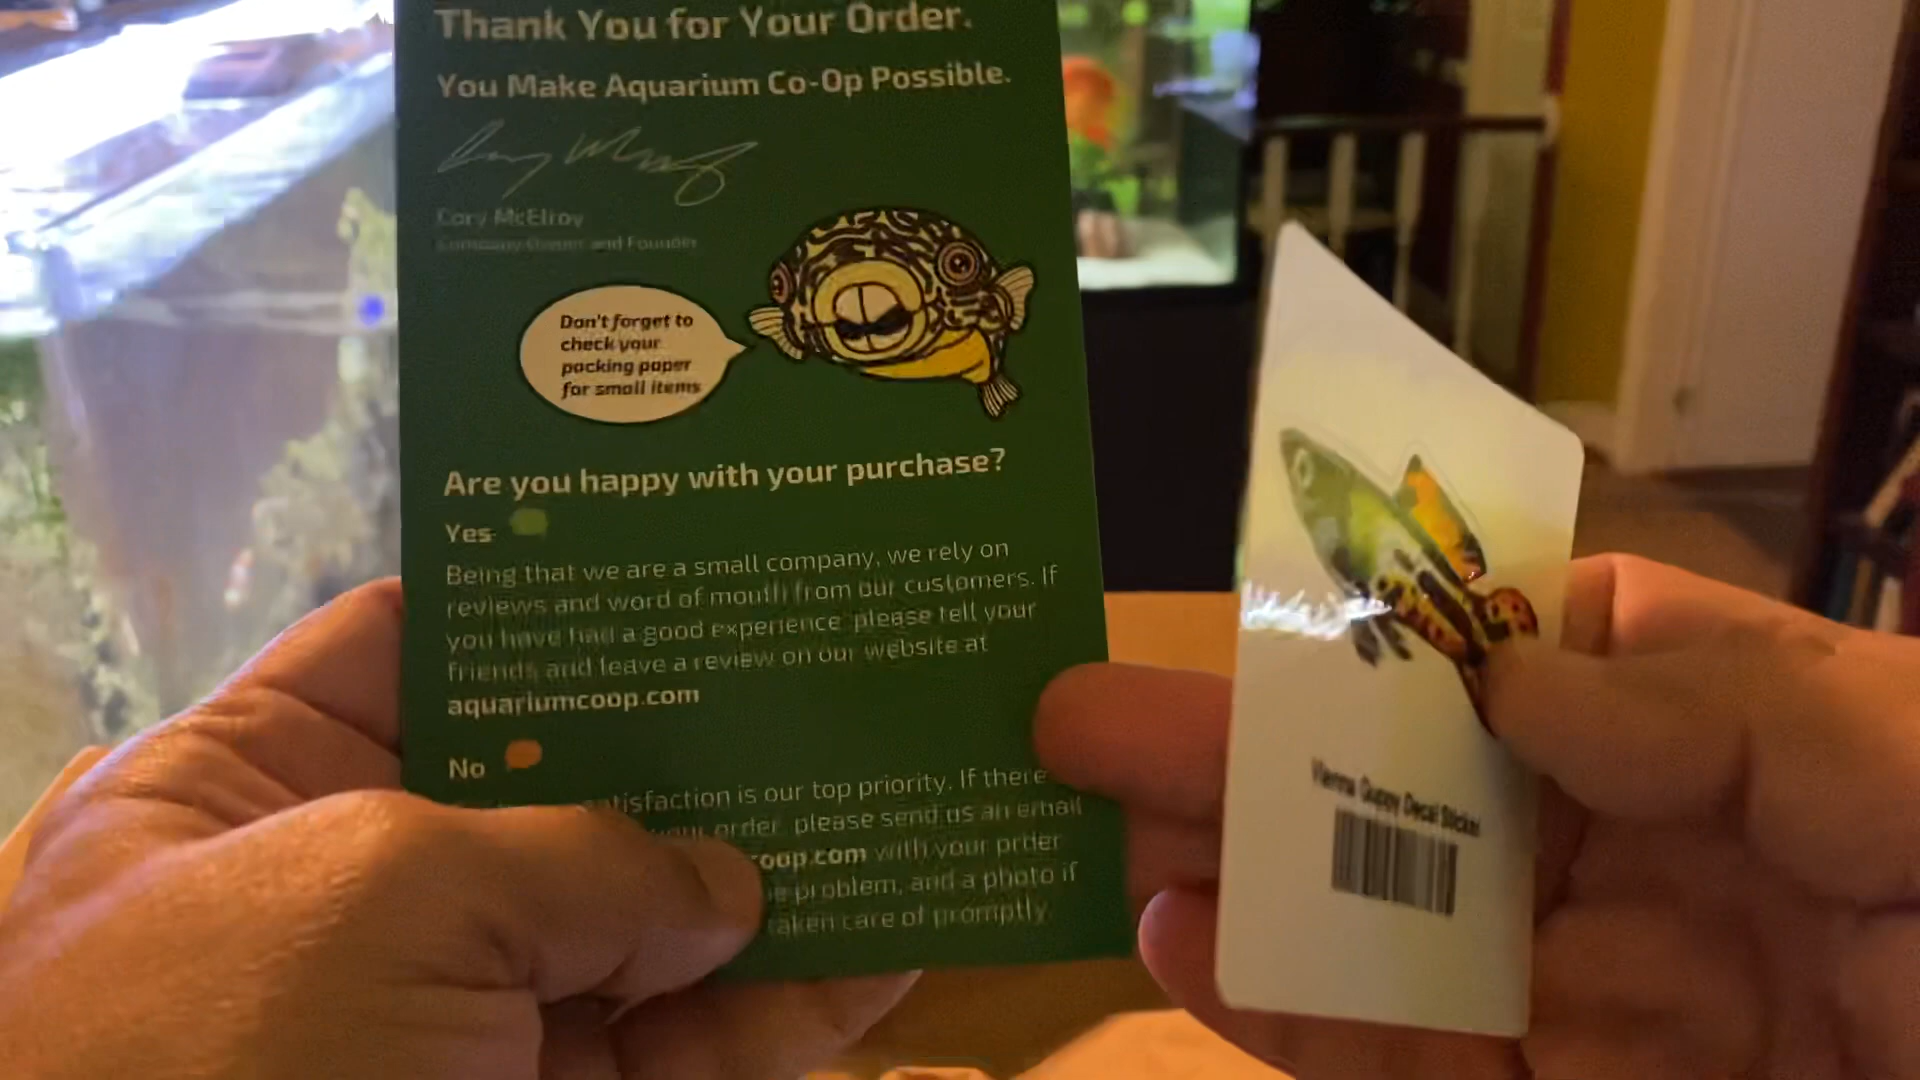 Thank You for Your Order.
You Make Aquarium Co-Op Possible.
Cory McElroy
Company Owner and Founder
Don't forget to
check your
packing paper
for small items
Are you happy with your purchase?
Yes
Being that we are a small company, we rely on
reviews and word of mouth from our customers. If
you have had a good experience please tell your
friends and leave a review on our website at
aquariumcoop.com
No
satisfaction is our top priority. If there
your order, please send us an email
coop.com with your order
problem, and a photo if
taken care of promptly.
Vienna Guppy Decal Sticker